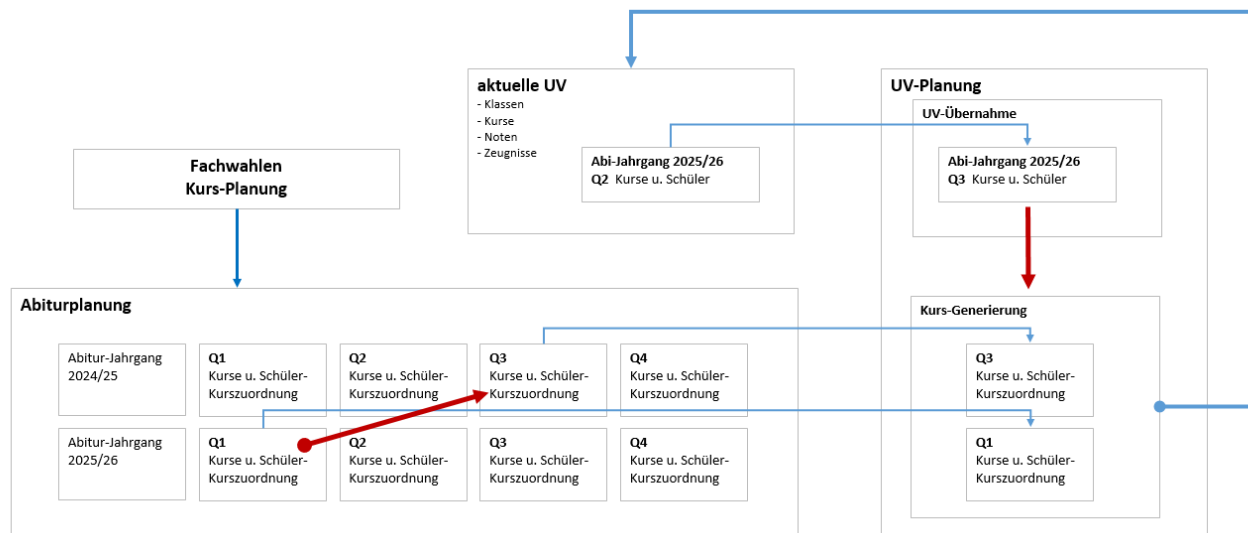 aktuelle UV
- Klassen
- Kurse
- Noten
- Zeugnisse
Abi-Jahrgang 2025/26
Q2 Kurse u. Schüler
UV-Planung
UV-Übernahme
Abi-Jahrgang 2025/26
Q3 Kurse u. Schüler
Fachwahlen
Kurs-Planung
Abiturplanung
Abitur-Jahrgang
2024/25
Q1
Kurse u. Schüler-
Kurszuordnung
Q2
Kurse u. Schüler-
Kurszuordnung
Q3
Kurse u. Schüler-
Kurszuordnung
Q4
Kurse u. Schüler-
Kurszuordnung
Abitur-Jahrgang
2025/26
Q1
Kurse u. Schüler-
Kurszuordnung
Q2
Kurse u. Schüler-
Kurszuordnung
Q3
Kurse u. Schüler-
Kurszuordnung
Q4
Kurse u. Schüler-
Kurszuordnung
Kurs-Generierung
Q3
Kurse u. Schüler-
Kurszuordnung
Q1
Kurse u. Schüler-
Kurszuordnung